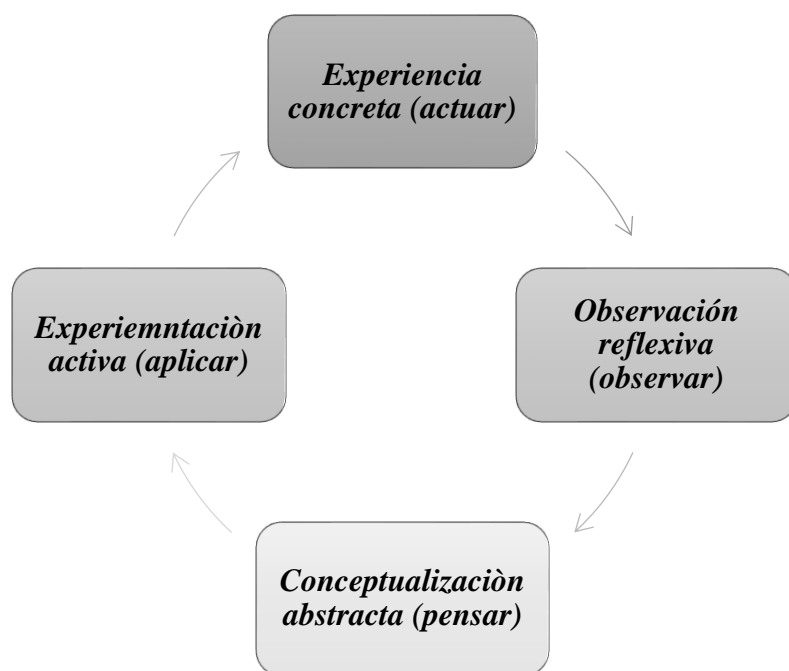 Experiencia
concreta (actuar)
Observación
reflexiva
(observar)
Conceptualizaciòn
abstracta (pensar)
Experiemntaciòn
activa (aplicar)